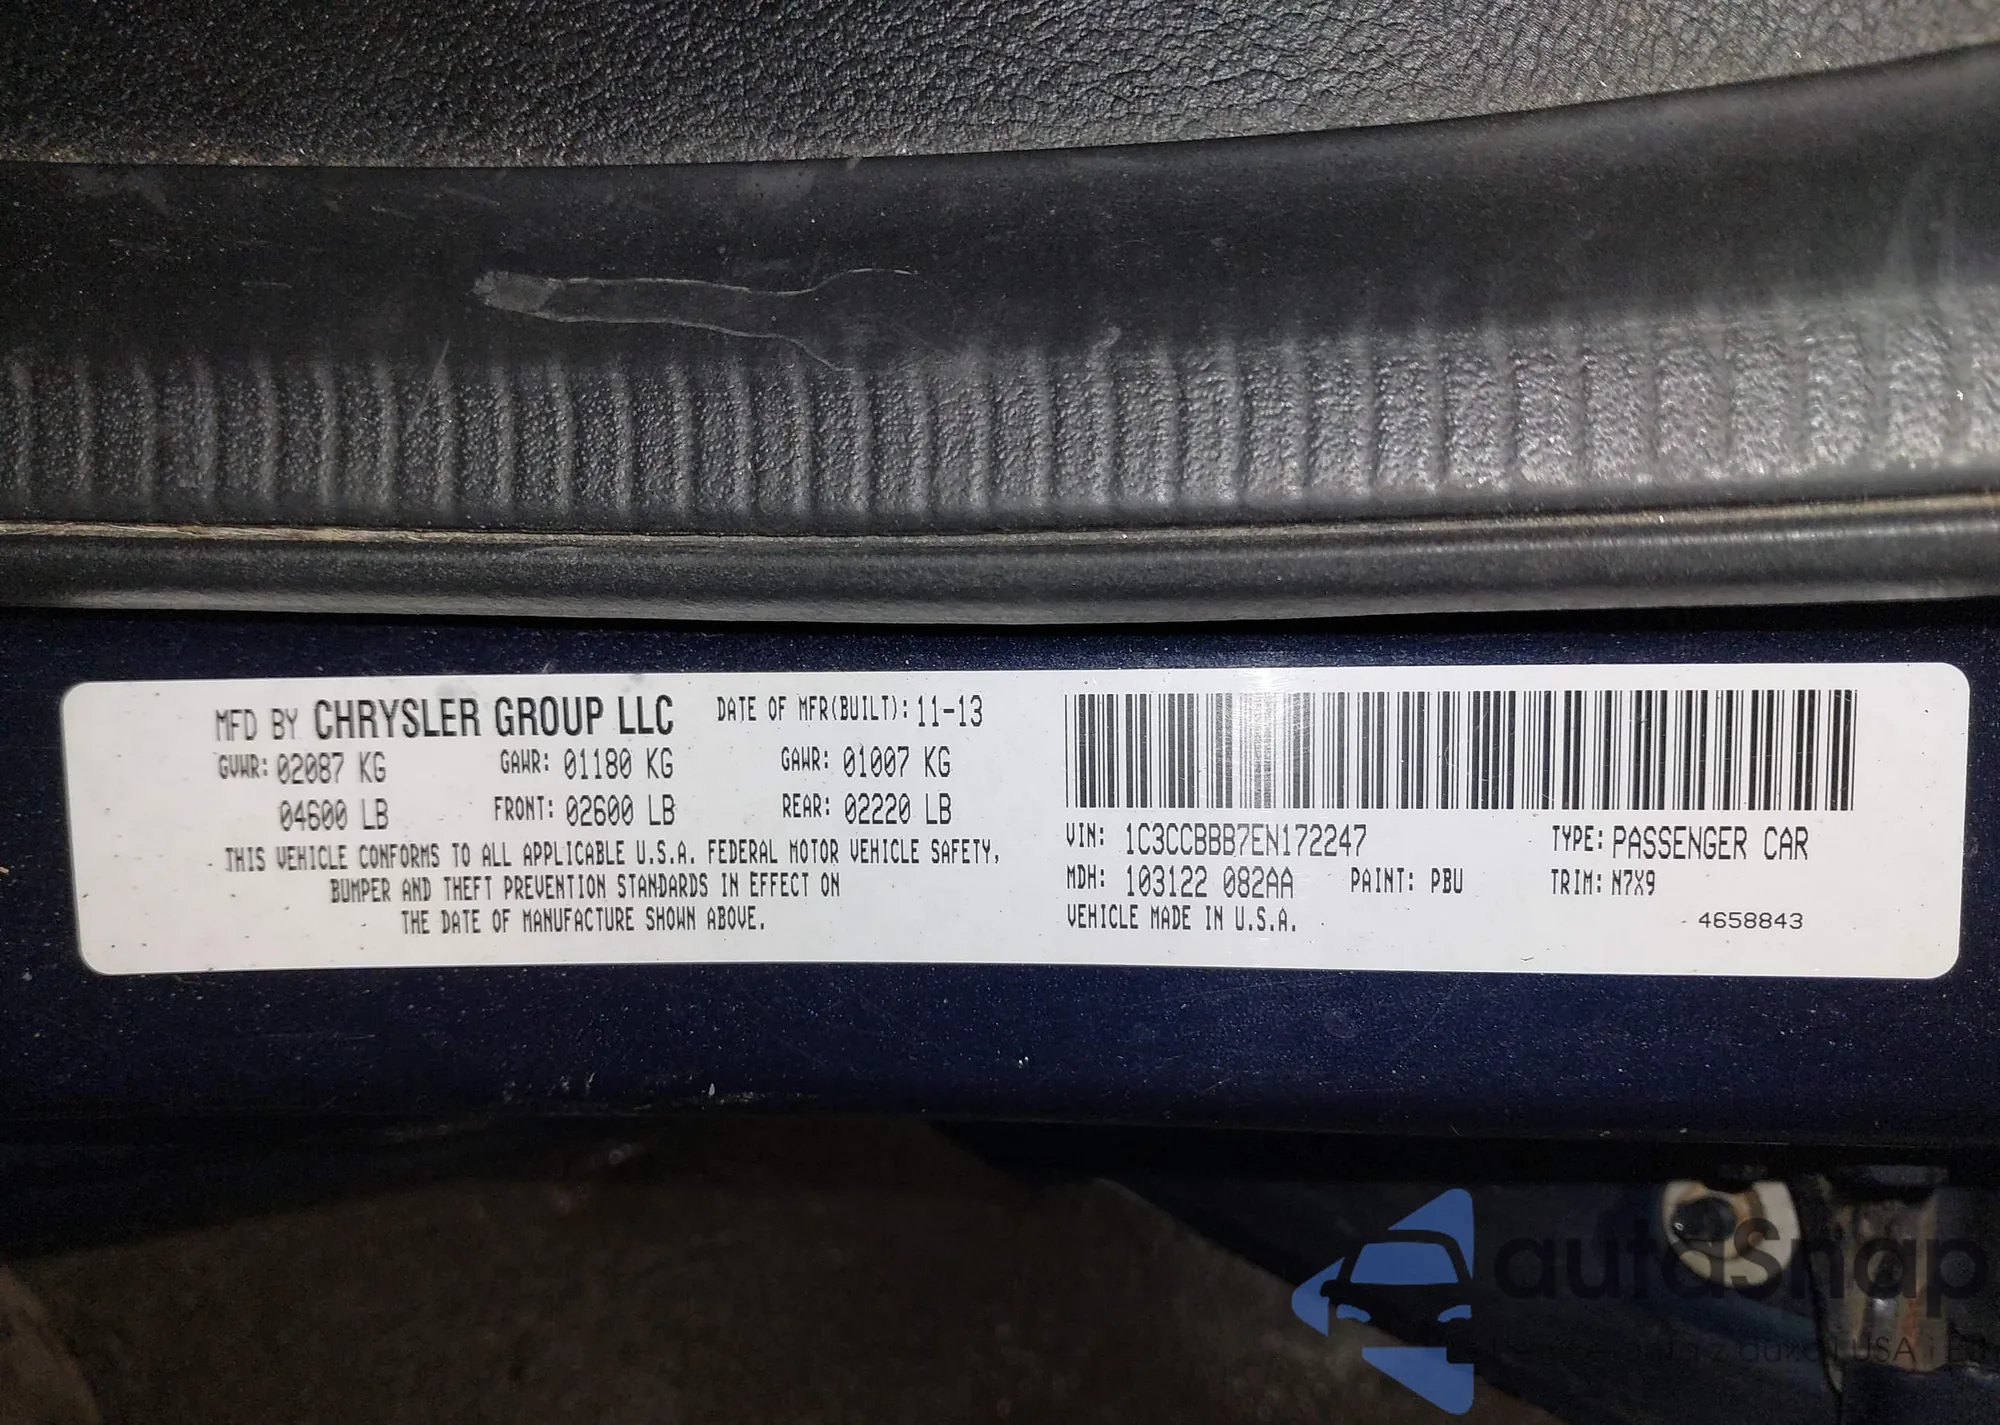 MFD BY CHRYSLER GROUP LLC DATE OF MFR(BUILT): 11-13
GVWR: 02087 KG GAWR: 01180 KG GAWR: 01007 KG
04600 LB FRONT: 02600 LB REAR: 02220 LB
THIS VEHICLE CONFORMS TO ALL APPLICABLE U.S.A. FEDERAL MOTOR VEHICLE SAFETY,
BUMPER AND THEFT PREVENTION STANDARDS IN EFFECT ON
THE DATE OF MANUFACTURE SHOWN ABOVE.
VIN: 1C3CCBBB7EN172247 TYPE: PASSENGER CAR
MDH: 103122 082AA PAINT: PBU TRIM: N7X9
VEHICLE MADE IN U.S.A. 4658843
autoSnap
z aukcji USA i